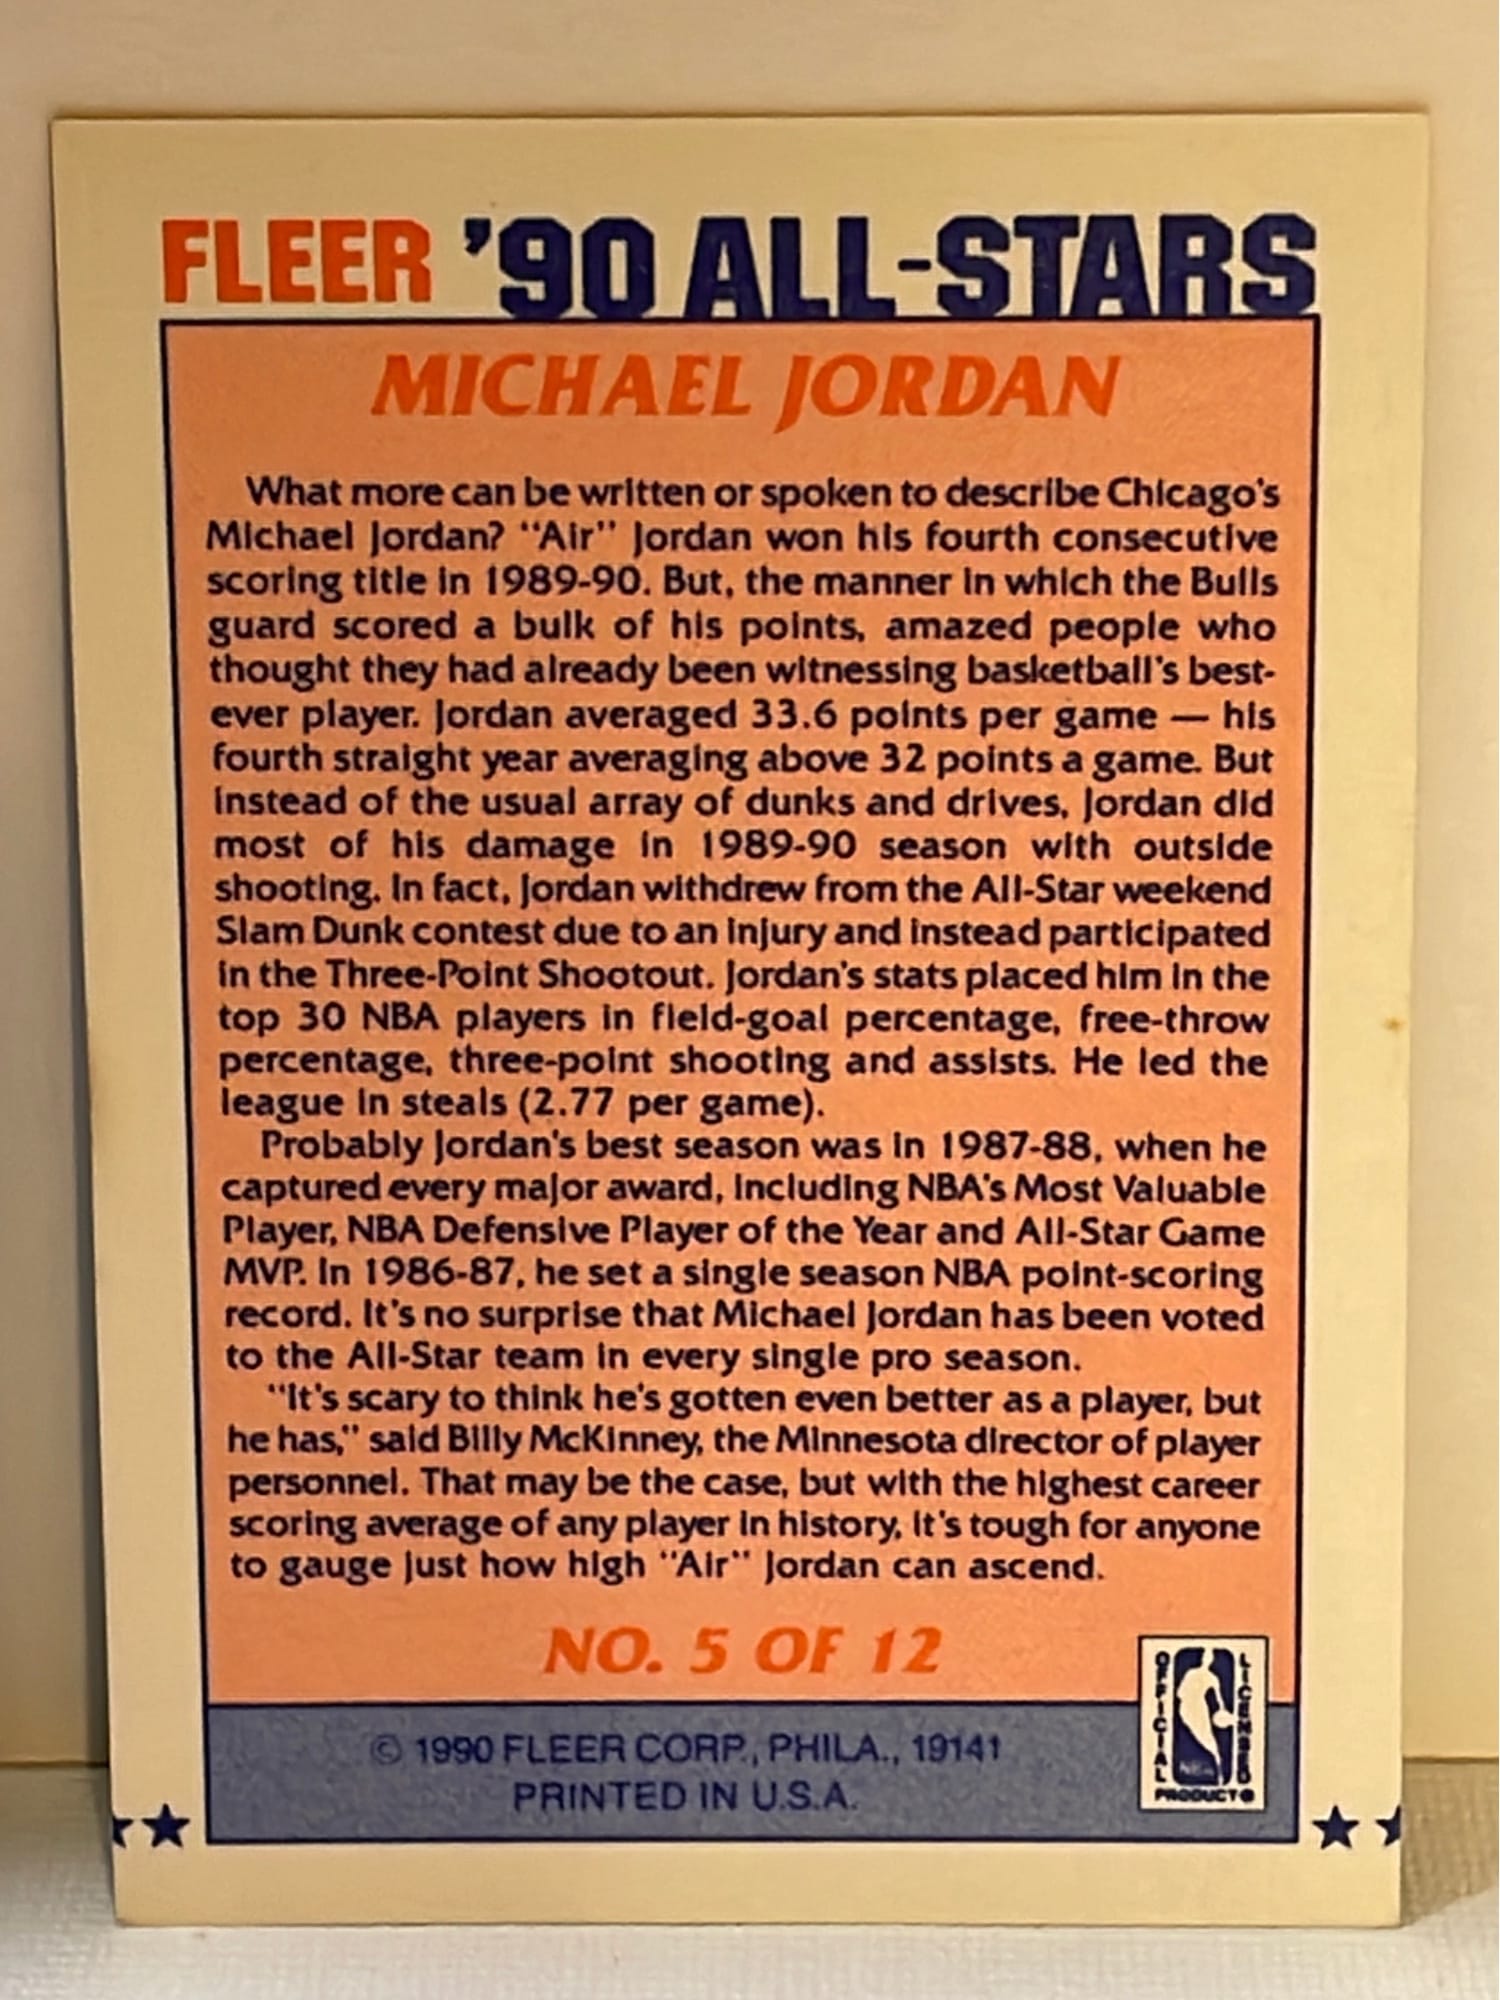 FLEER '90 ALL-STARS
MICHAEL JORDAN
What more can be written or spoken to describe Chicago's
Michael Jordan? "Air" Jordan won his fourth consecutive
scoring title in 1989-90. But, the manner in which the Bulls
guard scored a bulk of his points, amazed people who
thought they had already been witnessing basketball's best-
ever player. Jordan averaged 33.6 points per game — his
fourth straight year averaging above 32 points a game. But
instead of the usual array of dunks and drives, Jordan did
most of his damage in 1989-90 season with outside
shooting. In fact, Jordan withdrew from the All-Star weekend
Slam Dunk contest due to an injury and instead participated
in the Three-Point Shootout. Jordan's stats placed him in the
top 30 NBA players in field-goal percentage, free-throw
percentage, three-point shooting and assists. He led the
league in steals (2.77 per game).
Probably Jordan's best season was in 1987-88, when he
captured every major award, including NBA's Most Valuable
Player, NBA Defensive Player of the Year and All-Star Game
MVP. In 1986-87, he set a single season NBA point-scoring
record. It's no surprise that Michael Jordan has been voted
to the All-Star team in every single pro season.
"It's scary to think he's gotten even better as a player, but
he has," said Billy McKinney, the Minnesota director of player
personnel. That may be the case, but with the highest career
scoring average of any player in history, it's tough for anyone
to gauge just how high "Air" Jordan can ascend.
NO. 5 OF 12
© 1990 FLEER CORP., PHILA., 19141
PRINTED IN U.S.A.
OFFICIAL
NBA
LICENSED
PRODUCT®